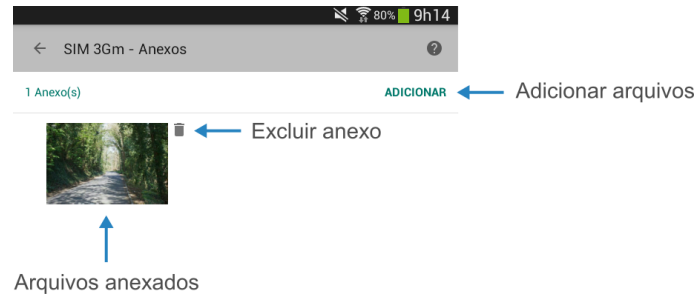 80% 9h14
SIM 3Gm - Anexos
1 Anexo(s)
ADICIONAR
Adicionar arquivos
Excluir anexo
Arquivos anexados